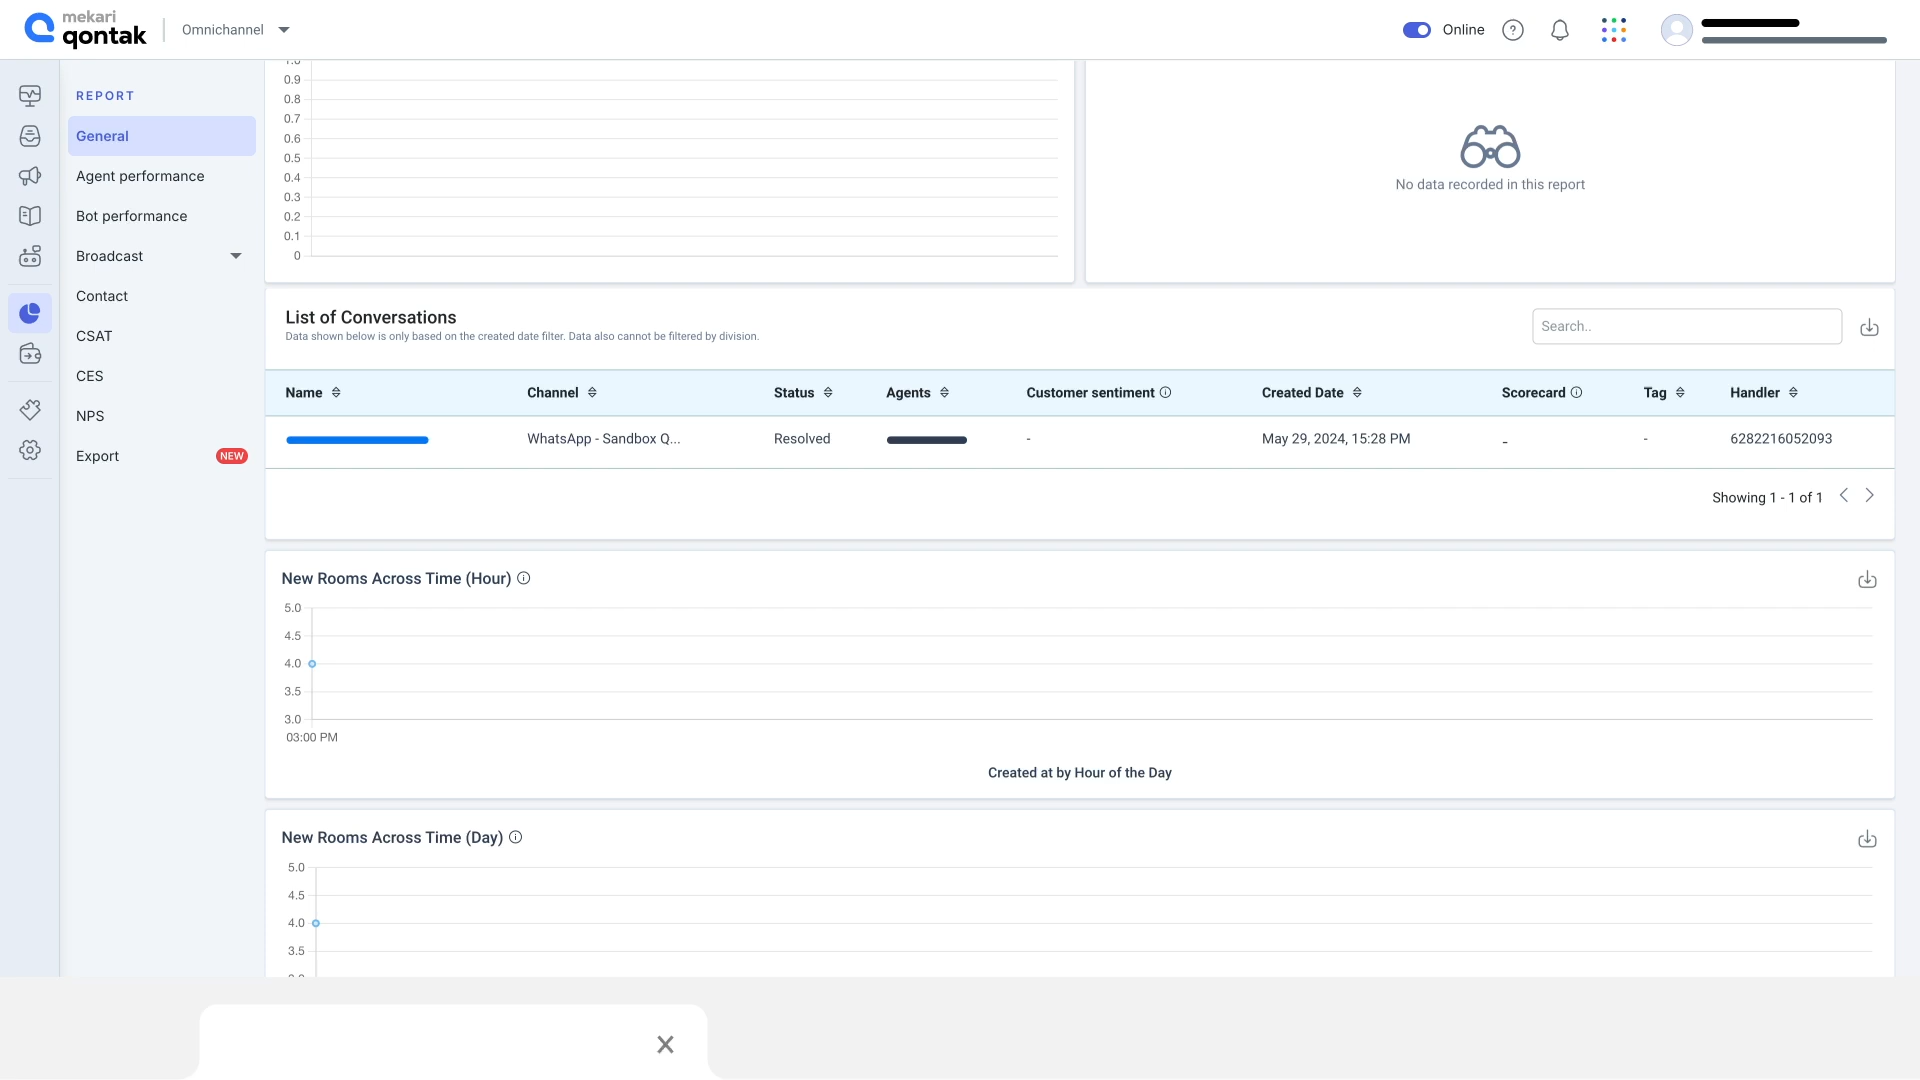 mekari
qontak
Omnichannel
Online
REPORT
General
Agent performance
Bot performance
Broadcast
Contact
CSAT
CES
NPS
Export NEW
0.9
0.8
0.7
0.6
0.5
0.4
0.3
0.2
0.1
0
No data recorded in this report
List of Conversations
Data shown below is only based on the created date filter. Data also cannot be filtered by division.
Search..
Name Channel Status Agents Customer sentiment Created Date Scorecard Tag Handler
WhatsApp - Sandbox Q... Resolved - May 29, 2024, 15:28 PM - - 6282216052093
Showing 1 - 1 of 1
New Rooms Across Time (Hour)
5.0
4.5
4.0
3.5
3.0
03:00 PM
Created at by Hour of the Day
New Rooms Across Time (Day)
5.0
4.5
4.0
3.5